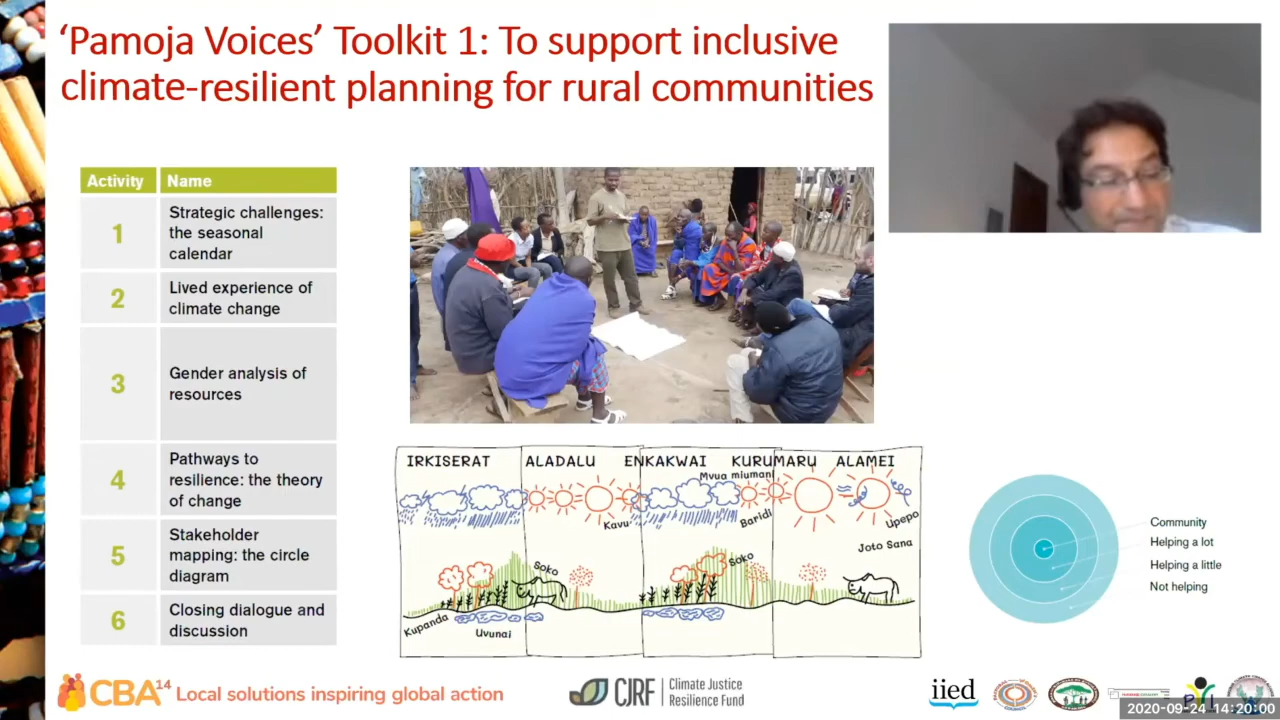 ‘Pamoja Voices’ Toolkit 1: To support inclusive
climate-resilient planning for rural communities
Activity Name
1
Strategic challenges:
the seasonal
calendar
2
Lived experience of
climate change
3
Gender analysis of
resources
4
Pathways to
resilience: the theory
of change
5
Stakeholder
mapping: the circle
diagram
6
Closing dialogue and
discussion
IRKISERAT ALADALU ENKAKWAI KURUMARU ALAMEI
Mvua miumani
Kavu
Baridi
Upepo
Joto Sana
Soko
Soko
Kupanda
Uvunai
Community
Helping a lot
Helping a little
Not helping
CBA14 Local solutions inspiring global action
CJRF Climate Justice
Resilience Fund
iied
2020-09-24 14:20:00